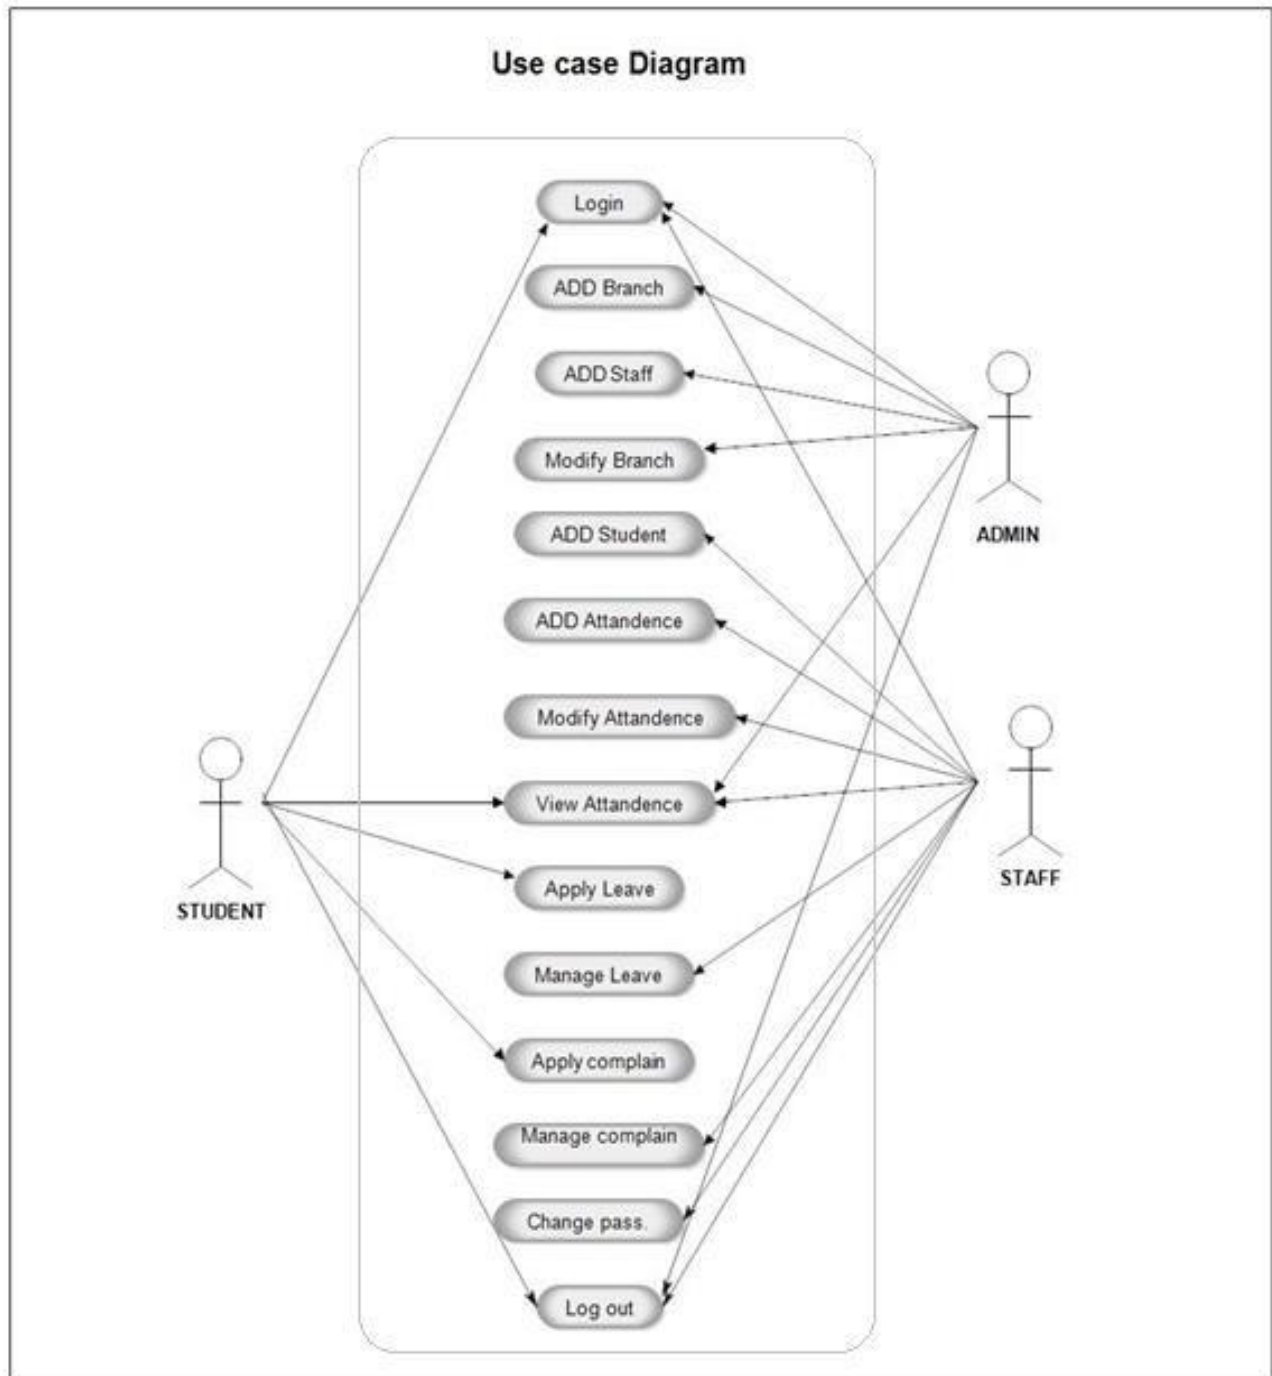 Use case Diagram
Login
ADD Branch
ADD Staff
Modify Branch
ADMIN
ADD Student
ADD Attandence
Modify Attandence
View Attandence
STAFF
Apply Leave
STUDENT
Manage Leave
Apply complain
Manage complain
Change pass.
Log out